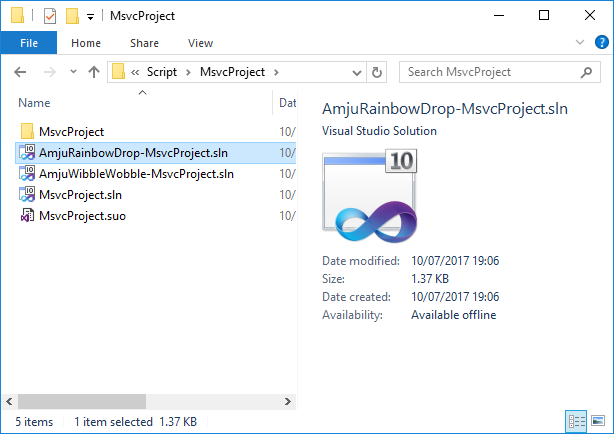 MsvcProject
File Home Share View
« Script > MsvcProject > Search MsvcProject
Name Dat
MsvcProject 10/
AmjuRainbowDrop-MsvcProject.sln 10/
AmjuWibbleWobble-MsvcProject.sln 10/
MsvcProject.sln 10/
MsvcProject.suo 10/
AmjuRainbowDrop-MsvcProject.sln
Visual Studio Solution
10
Date modified: 10/07/2017 19:06
Size: 1.37 KB
Date created: 10/07/2017 19:06
Availability: Available offline
5 items 1 item selected 1.37 KB